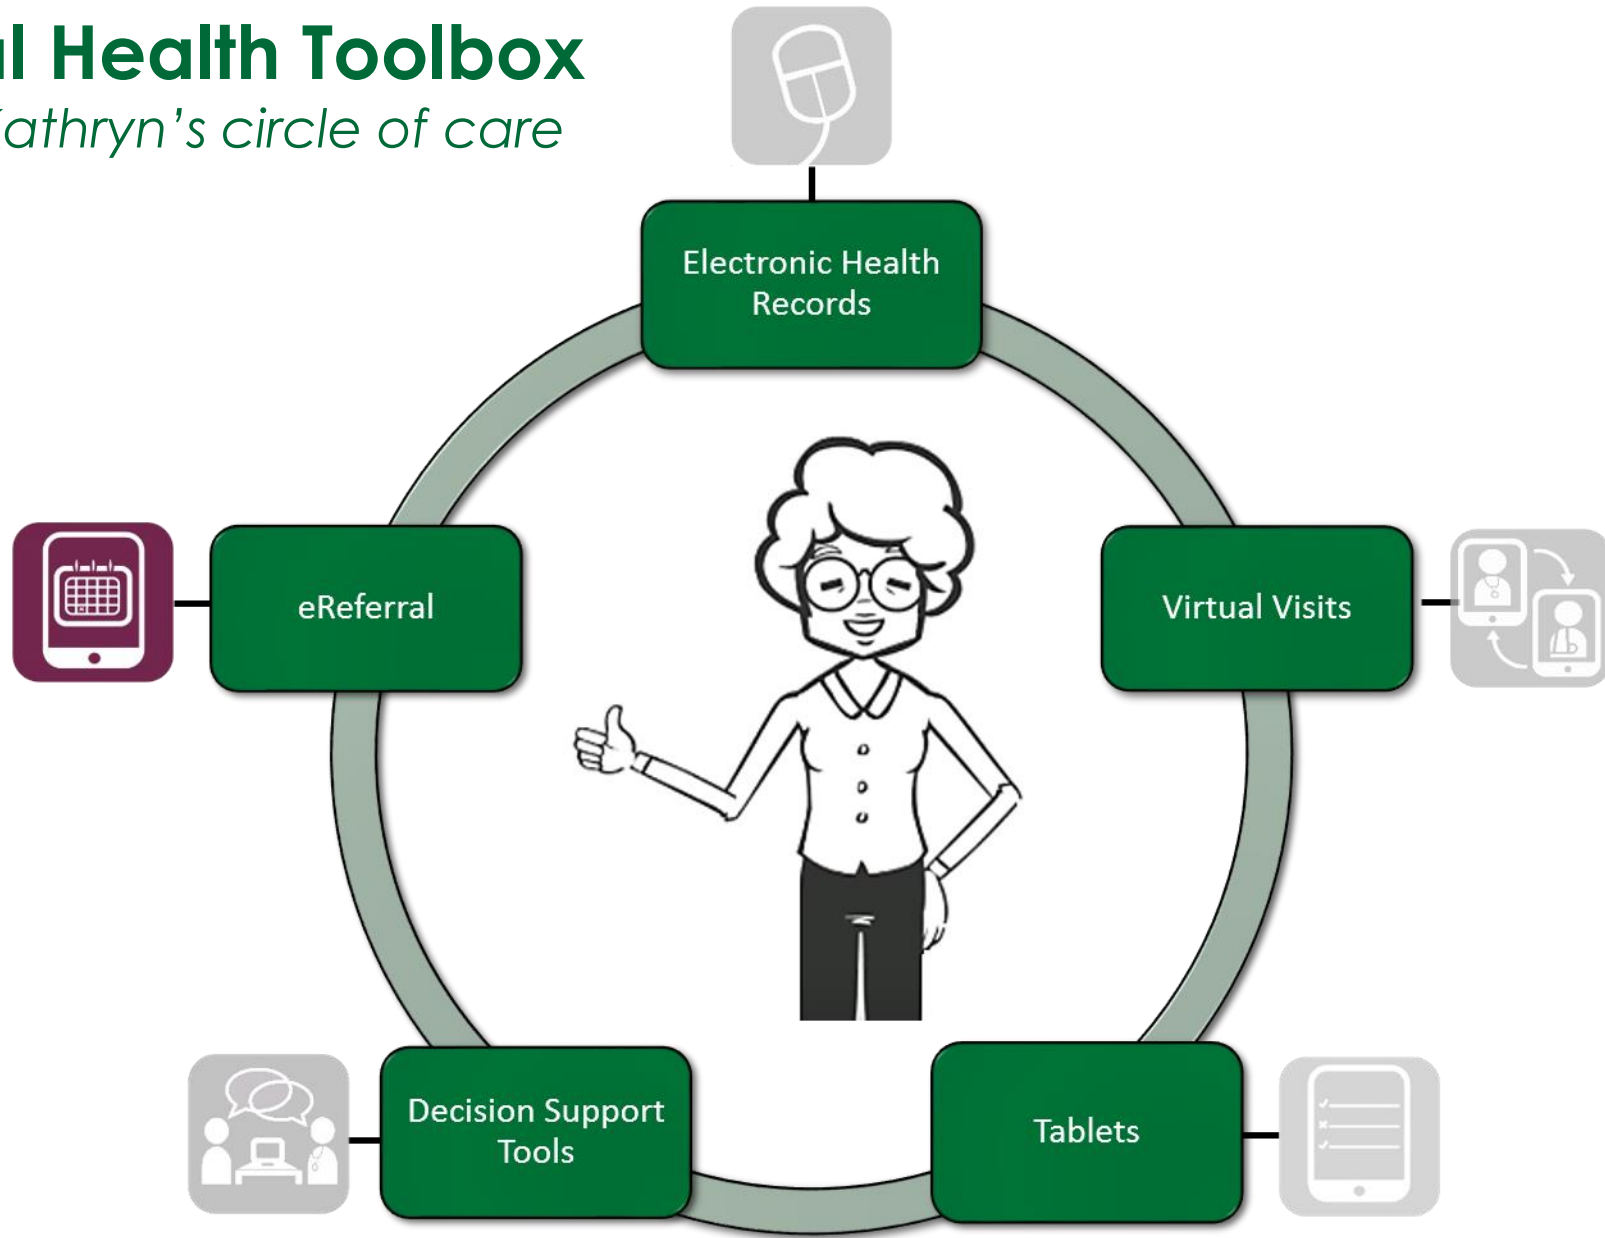 l Health Toolbox
athryn’s circle of care
Electronic Health
Records
eReferral
Virtual Visits
Decision Support
Tools
Tablets